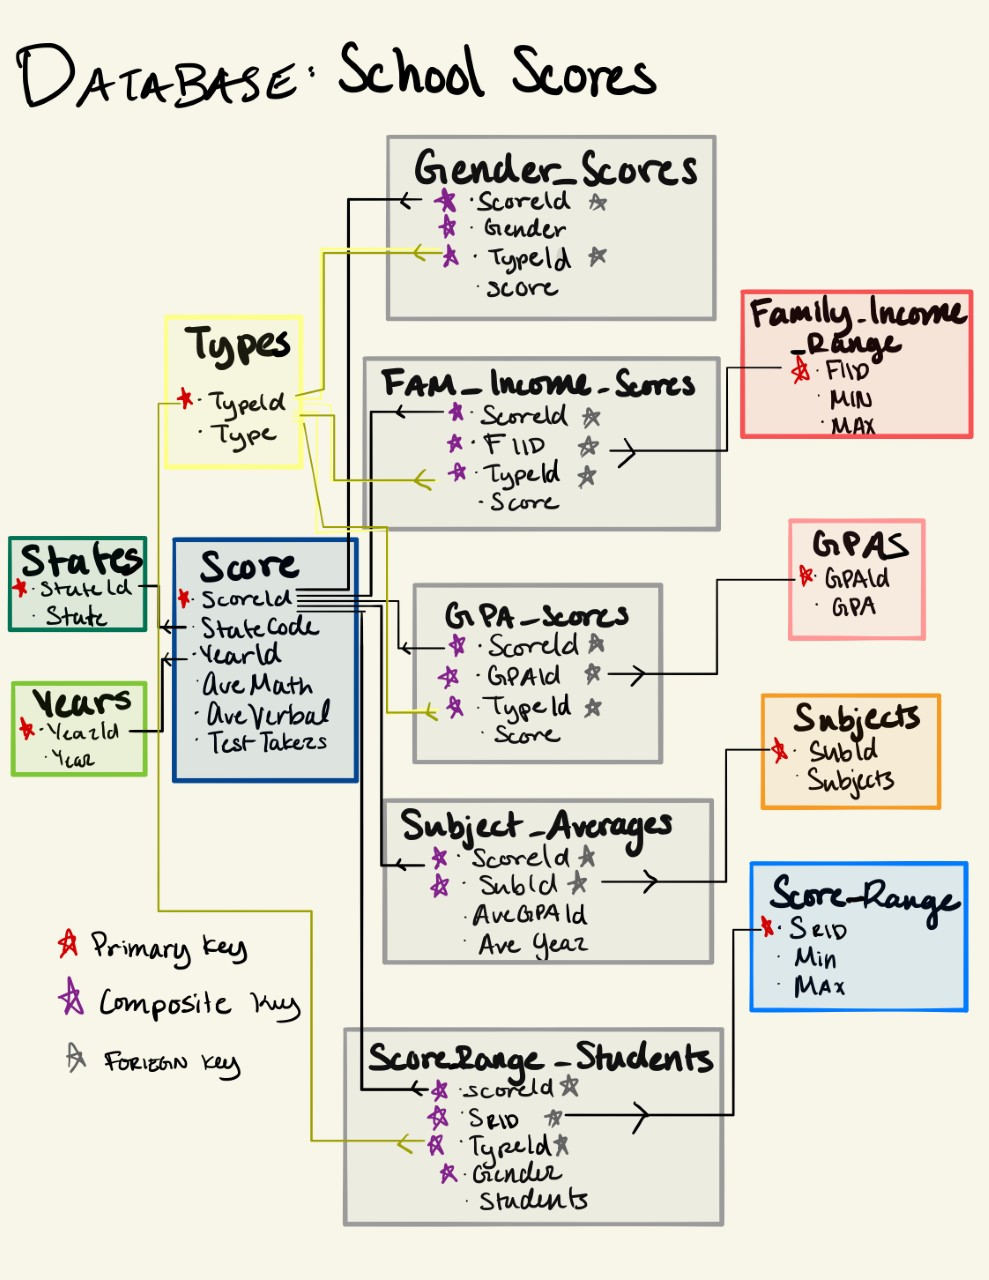 DATABASE: School Scores
Gender_Scores
· ScoreId
· Gender
· TypeId
· Score
Types
· TypeId
· Type
Family_Income
_Range
· FIID
· MIN
· MAX
FAM_Income_Scores
· ScoreId
· FIID
· TypeId
· Score
States
· StateId
· State
Score
· ScoreId
· StateCode
· YearId
· AveMath
· AveVerbal
· TestTakers
GPAS
· GPAId
· GPA
GPA_Scores
· ScoreId
· GPAId
· TypeId
· Score
Years
· YearId
· Year
Subjects
· SubId
· Subjects
Subject_Averages
· ScoreId
· SubId
· AveGPAId
· Ave Year
Score_Range
· SRID
· Min
· MAX
Primary Key
Composite Key
FOREIGN Key
Score_Range_Students
· ScoreId
· SRID
· TypeId
· Gender
· Students